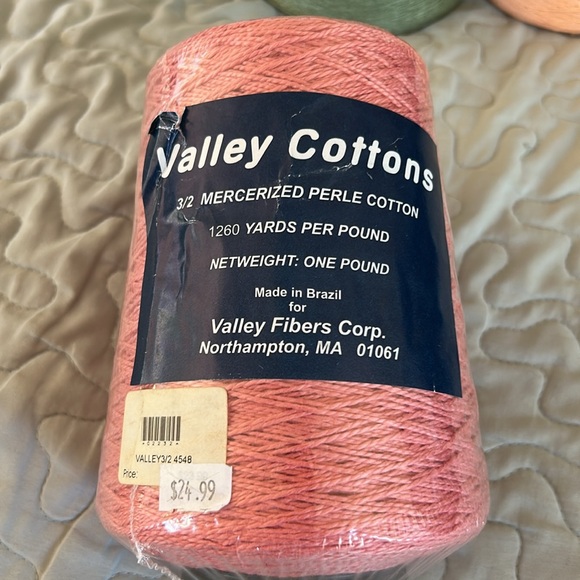 Valley Cottons
3/2 MERCERIZED PERLE COTTON
1260 YARDS PER POUND
NETWEIGHT: ONE POUND
Made in Brazil
for
Valley Fibers Corp.
Northampton, MA 01061
VALLEY3/2 4548
Price:
$24.99